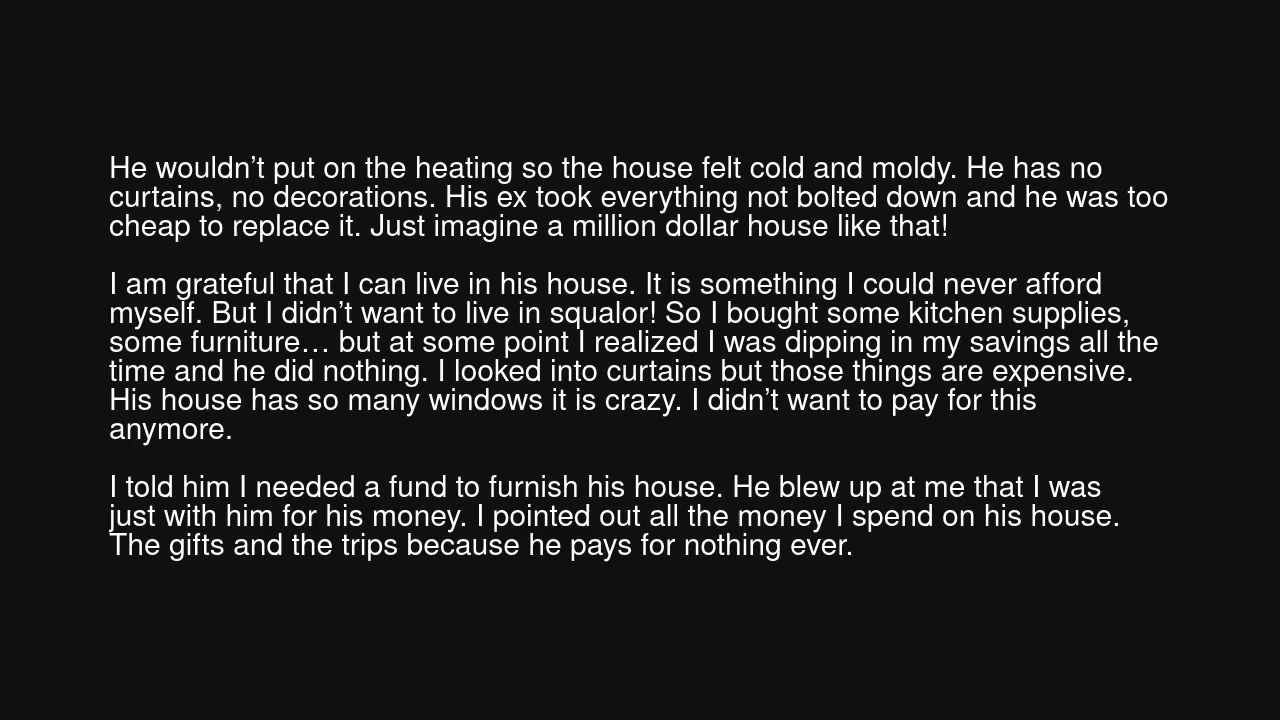 He wouldn’t put on the heating so the house felt cold and moldy. He has no
curtains, no decorations. His ex took everything not bolted down and he was too
cheap to replace it. Just imagine a million dollar house like that!
I am grateful that I can live in his house. It is something I could never afford
myself. But I didn’t want to live in squalor! So I bought some kitchen supplies,
some furniture… but at some point I realized I was dipping in my savings all the
time and he did nothing. I looked into curtains but those things are expensive.
His house has so many windows it is crazy. I didn’t want to pay for this
anymore.
I told him I needed a fund to furnish his house. He blew up at me that I was
just with him for his money. I pointed out all the money I spend on his house.
The gifts and the trips because he pays for nothing ever.